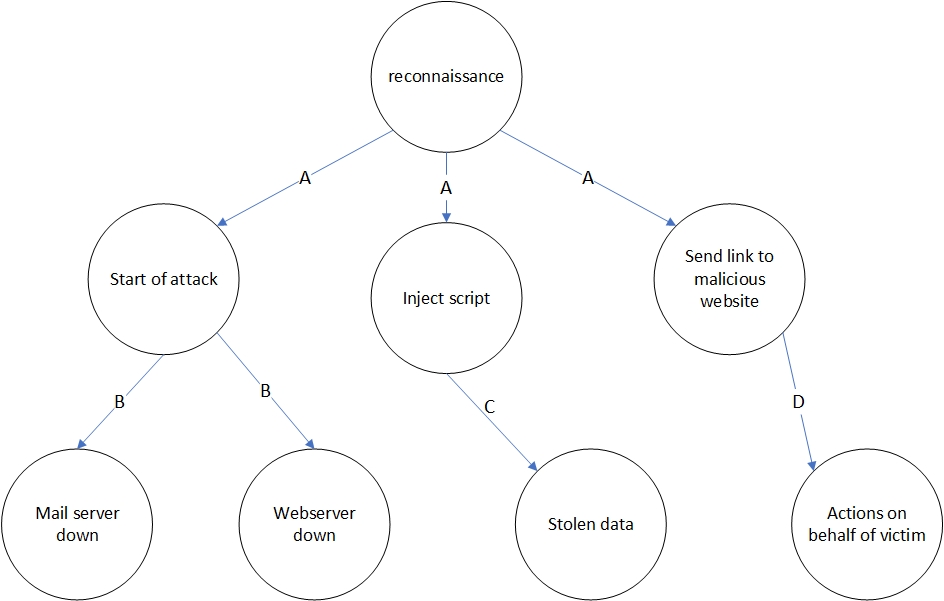 reconnaissance
A
A
A
Start of attack
Inject script
Send link to
malicious
website
B
B
C
D
Mail server
down
Webserver
down
Stolen data
Actions on
behalf of victim